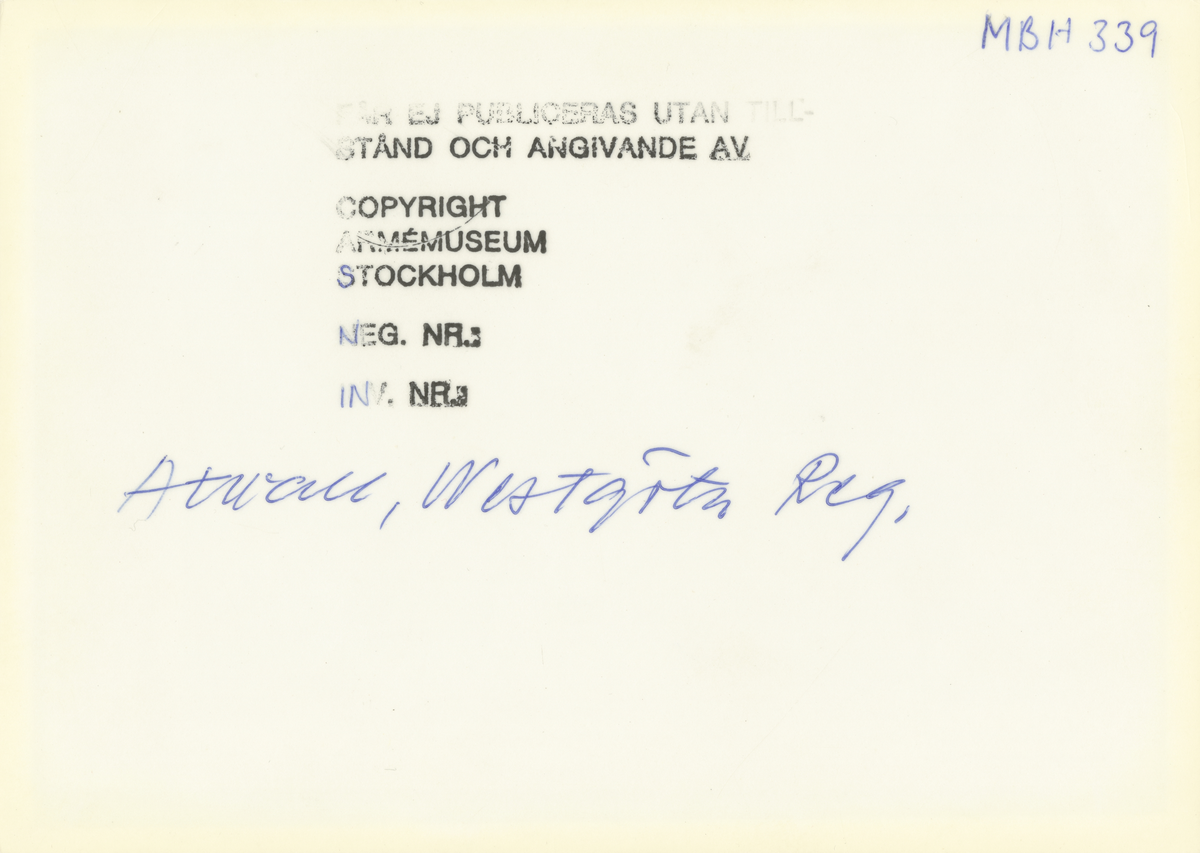 MBH 339
FÅR EJ PUBLICERAS UTAN TILL-
STÅND OCH ANGIVANDE AV
COPYRIGHT
ARMÉMUSEUM
STOCKHOLM
NEG. NR.:
INV. NR.:
Westgöta Reg.